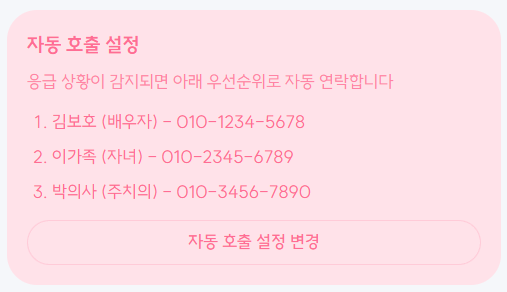 자동 호출 설정
응급 상황이 감지되면 아래 우선순위로 자동 연락합니다
1. 김보호 (배우자) - 010-1234-5678
2. 이가족 (자녀) - 010-2345-6789
3. 박의사 (주치의) - 010-3456-7890
자동 호출 설정 변경